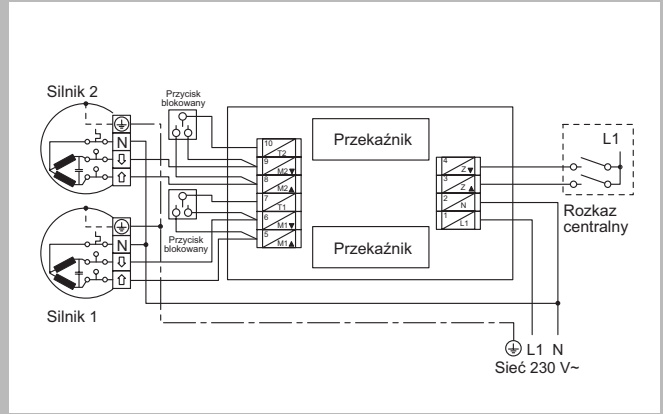 Silnik 2
Przycisk
blokowany
N
10
T2
9
M2▼
8
M2▲
7
T1
6
M1▼
5
M1▲
Przekaźnik
Przekaźnik
4
Z▼
3
Z▲
2
N
1
L1
L1
Rozkaz
centralny
N
Przycisk
blokowany
Silnik 1
L1 N
Sieć 230 V~